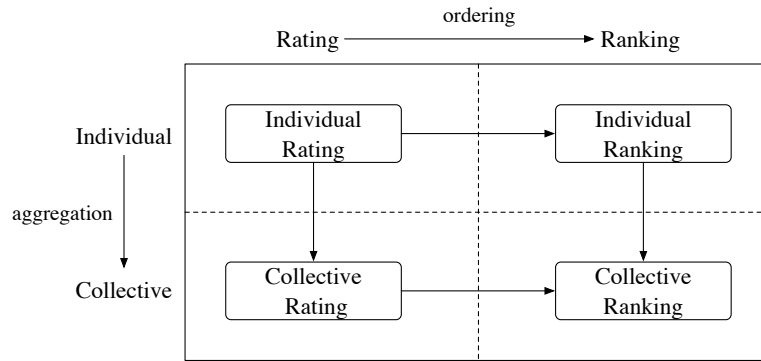 ordering
Rating
Ranking
Individual
Individual
Rating
Individual
Ranking
aggregation
Collective
Collective
Rating
Collective
Ranking